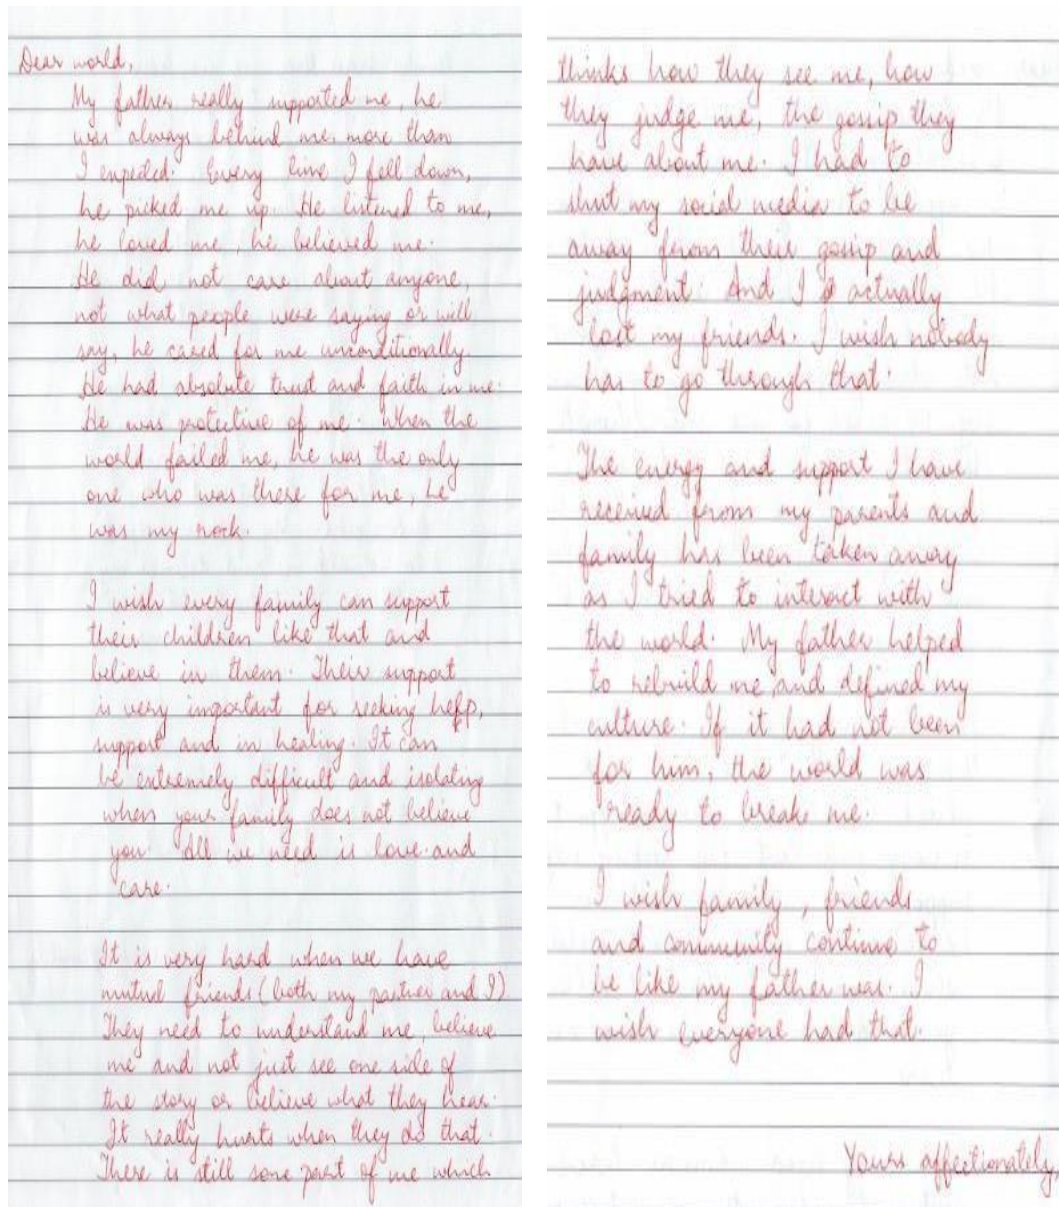 Dear world,
My father really supported me, he
was always behind me more than
I expected. Every time I fell down,
he picked me up. He listened to me,
he loved me, he believed me.
He did not care about anyone,
not what people were saying or will
say, he cared for me unconditionally.
He had absolute trust and faith in me.
He was protective of me. When the
world failed me, he was the only
one who was there for me, he
was my rock.
I wish every family can support
their children like that and
believe in them. Their support
is very important for seeking help,
support and in healing. It can
be extremely difficult and isolating
when your family does not believe
you. All we need is love and
care.
It is very hard when we have
mutul friends (both my partner and I)
They need to understand me, believe
me and not just see one side of
the story or believe what they hear.
It really hurts when they do that.
There is still some part of me which
thinks how they see me, how
they judge me, the gossip they
have about me. I had to
shut my social media to be
away from their gossip and
judgment. And I actually
lost my friends. I wish nobody
has to go through that.
The energy and support I have
received from my parents and
family has been taken away
as I tried to interact with
the world. My father helped
to rebuild me and defined my
culture. If it had not been
for him, the world was
ready to break me.
I wish family, friends
and community continue to
be like my father was. I
wish everyone had that.
Yours affectionately,